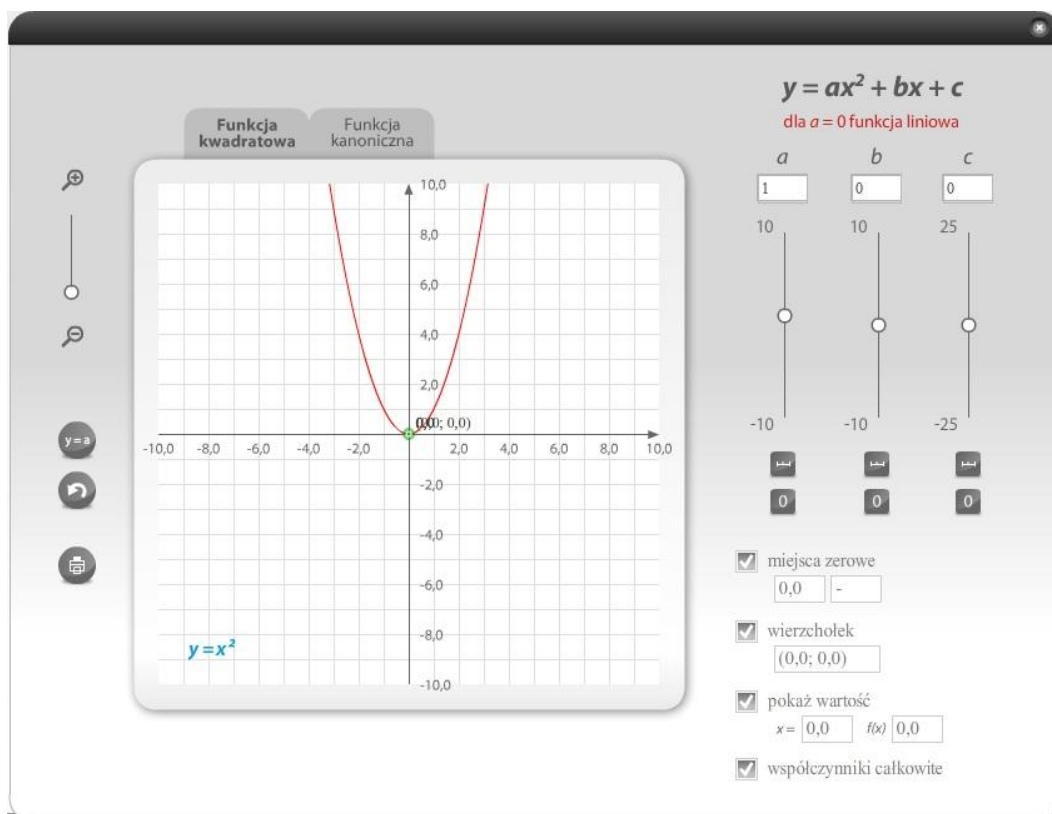 y = ax² + bx + c
dla a = 0 funkcja liniowa
Funkcja
kwadratowa
Funkcja
kanoniczna
a b c
1 0 0
10 10 25
-10 -10 -25
0 0 0
10,0
8,0
6,0
4,0
2,0
(0,0; 0,0)
-10,0 -8,0 -6,0 -4,0 -2,0 2,0 4,0 6,0 8,0 10,0
-2,0
-4,0
-6,0
-8,0
-10,0
y = x²
y = a
miejsca zerowe
0,0 -
wierzchołek
(0,0; 0,0)
pokaż wartość
x = 0,0 f(x) 0,0
współczynniki całkowite